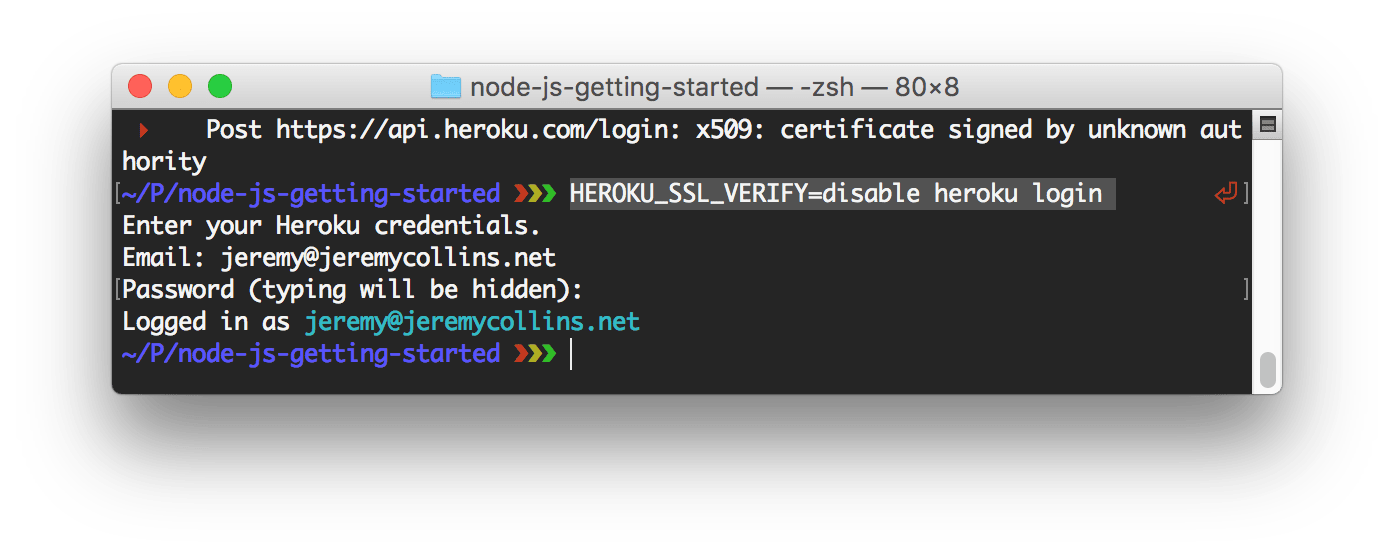 node-js-getting-started — -zsh — 80×8
Post https://api.heroku.com/login: x509: certificate signed by unknown aut
hority
[~/P/node-js-getting-started ❯❯❯ HEROKU_SSL_VERIFY=disable heroku login ⏎ ]
Enter your Heroku credentials.
Email: jeremy@jeremycollins.net
[Password (typing will be hidden): ]
Logged in as jeremy@jeremycollins.net
~/P/node-js-getting-started ❯❯❯